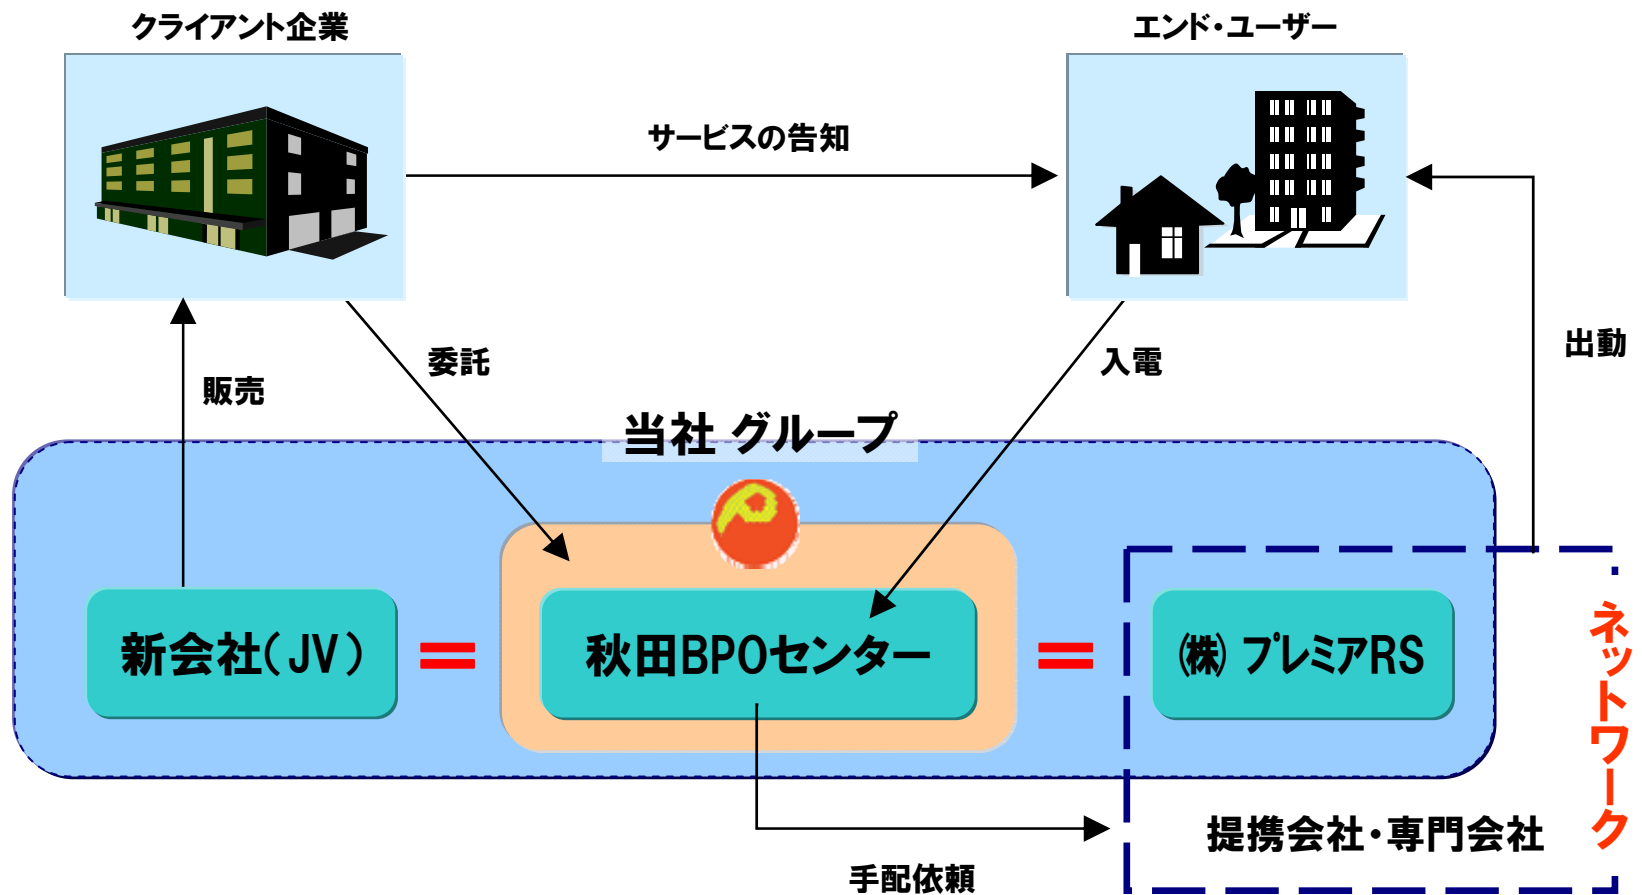 クライアント企業
エンド・ユーザー
サービスの告知
出動
委託
入電
販売
当社 グループ
新会社(JV)
=
秋田BPOセンター
=
㈱ プレミアRS
ネットワーク
提携会社・専門会社
手配依頼